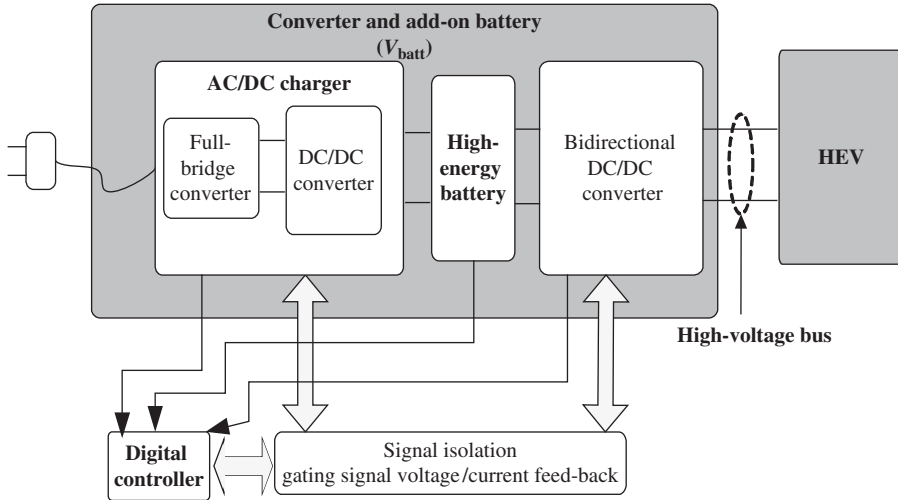 Converter and add-on battery
(Vbatt)
AC/DC charger
Full-
bridge
converter
DC/DC
converter
High-
energy
battery
Bidirectional
DC/DC
converter
HEV
High-voltage bus
Digital
controller
Signal isolation
gating signal voltage/current feed-back